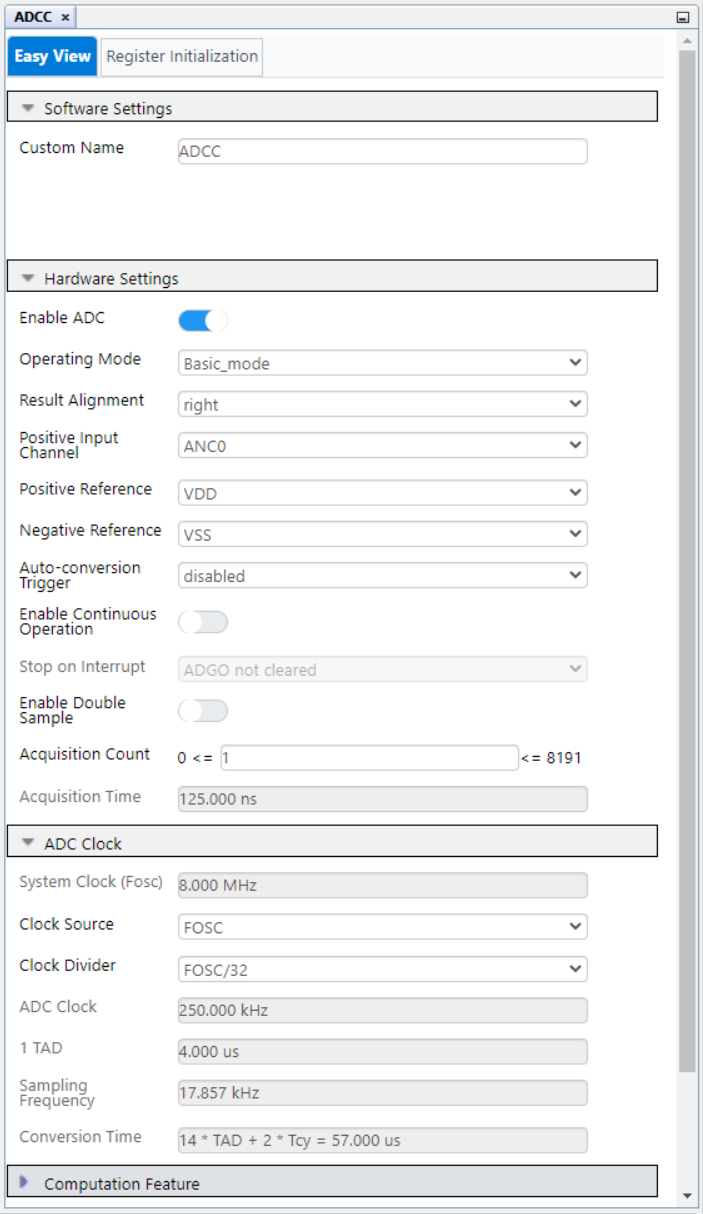 ADCC ×
Easy View
Register Initialization
Software Settings
Custom Name
ADCC
Hardware Settings
Enable ADC
Operating Mode
Basic_mode
Result Alignment
right
Positive Input
Channel
ANC0
Positive Reference
VDD
Negative Reference
VSS
Auto-conversion
Trigger
disabled
Enable Continuous
Operation
Stop on Interrupt
ADGO not cleared
Enable Double
Sample
Acquisition Count
0 <= 1 <= 8191
Acquisition Time
125.000 ns
ADC Clock
System Clock (Fosc)
8.000 MHz
Clock Source
FOSC
Clock Divider
FOSC/32
ADC Clock
250.000 kHz
1 TAD
4.000 us
Sampling
Frequency
17.857 kHz
Conversion Time
14 * TAD + 2 * Tcy = 57.000 us
Computation Feature